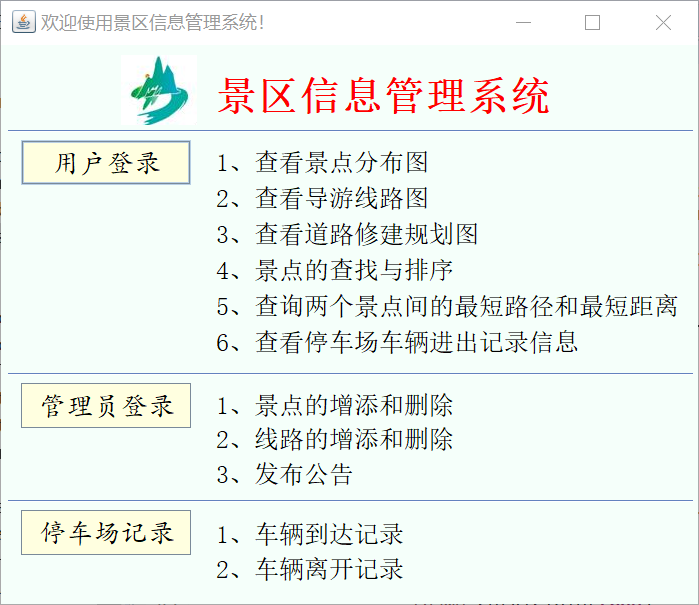 欢迎使用景区信息管理系统!
景区信息管理系统
用户登录
1、查看景点分布图
2、查看导游线路图
3、查看道路修建规划图
4、景点的查找与排序
5、查询两个景点间的最短路径和最短距离
6、查看停车场车辆进出记录信息
管理员登录
1、景点的增添和删除
2、线路的增添和删除
3、发布公告
停车场记录
1、车辆到达记录
2、车辆离开记录